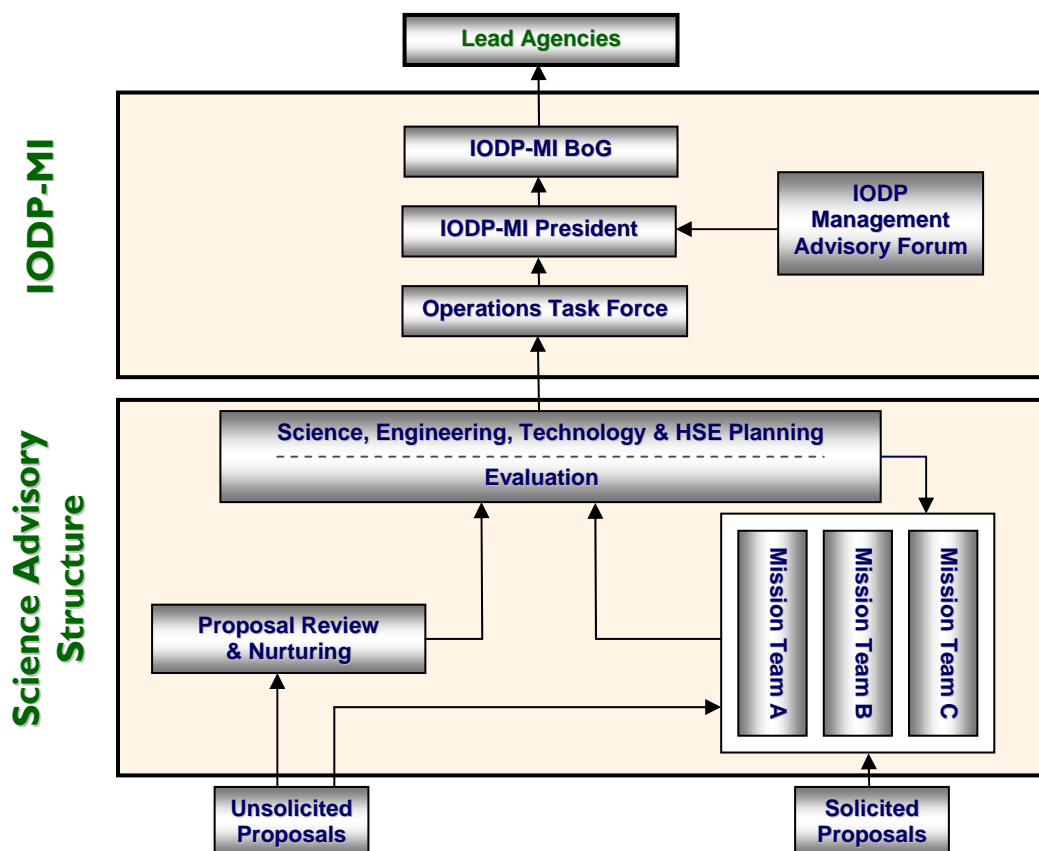 Lead Agencies
IODP-MI
IODP-MI BoG
IODP-MI President
IODP
Management
Advisory Forum
Operations Task Force
Science Advisory
Structure
Science, Engineering, Technology & HSE Planning
Evaluation
Mission Team A
Mission Team B
Mission Team C
Proposal Review
& Nurturing
Unsolicited
Proposals
Solicited
Proposals